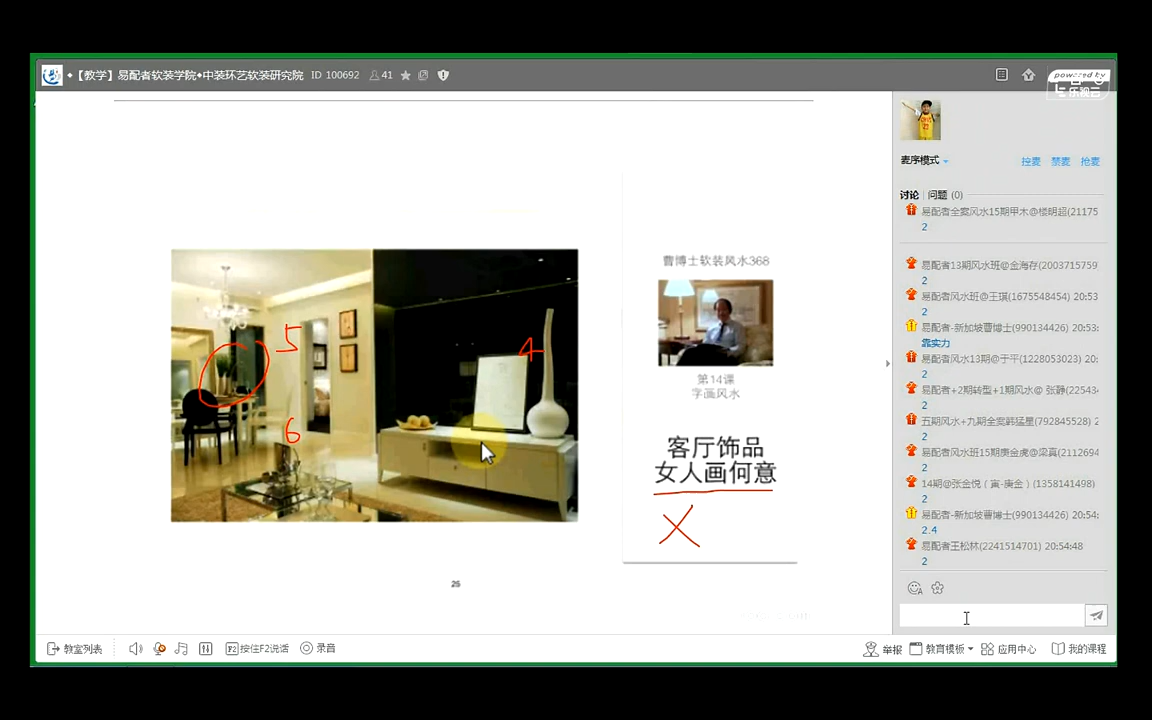 ◆【教学】易配者软装学院◆中装环艺软装研究院 ID 100692 41
powered by
乐视云
麦序模式
控麦 禁麦 抢麦
讨论 问题 (0)
易配者全案风水15期甲木@楼明超(21175
2
易配者13期风水班@金海存(2003715759
2
易配者风水班@王琪(1675548454) 20:53
2
易配者-新加坡曹博士(990134426) 20:53:
靠实力
易配者风水13期@于平(1228053023) 20:
2
易配者+2期转型+1期风水@ 张静(22543
2
五期风水+九期全案韩猛星(792845528) 2
2
易配者风水班15期庚金虎@梁真(2112694
2
14期@张金悦（寅-庚金）(1358141498)
2
易配者-新加坡曹博士(990134426) 20:54:
2.4
易配者王松林(2241514701) 20:54:48
2
曹博士软装风水368
第14课
字画风水
客厅饰品
女人画何意
X
5
4
6
25
教室列表
F2 按住F2说话
录音
举报
教育模板
应用中心
我的课程